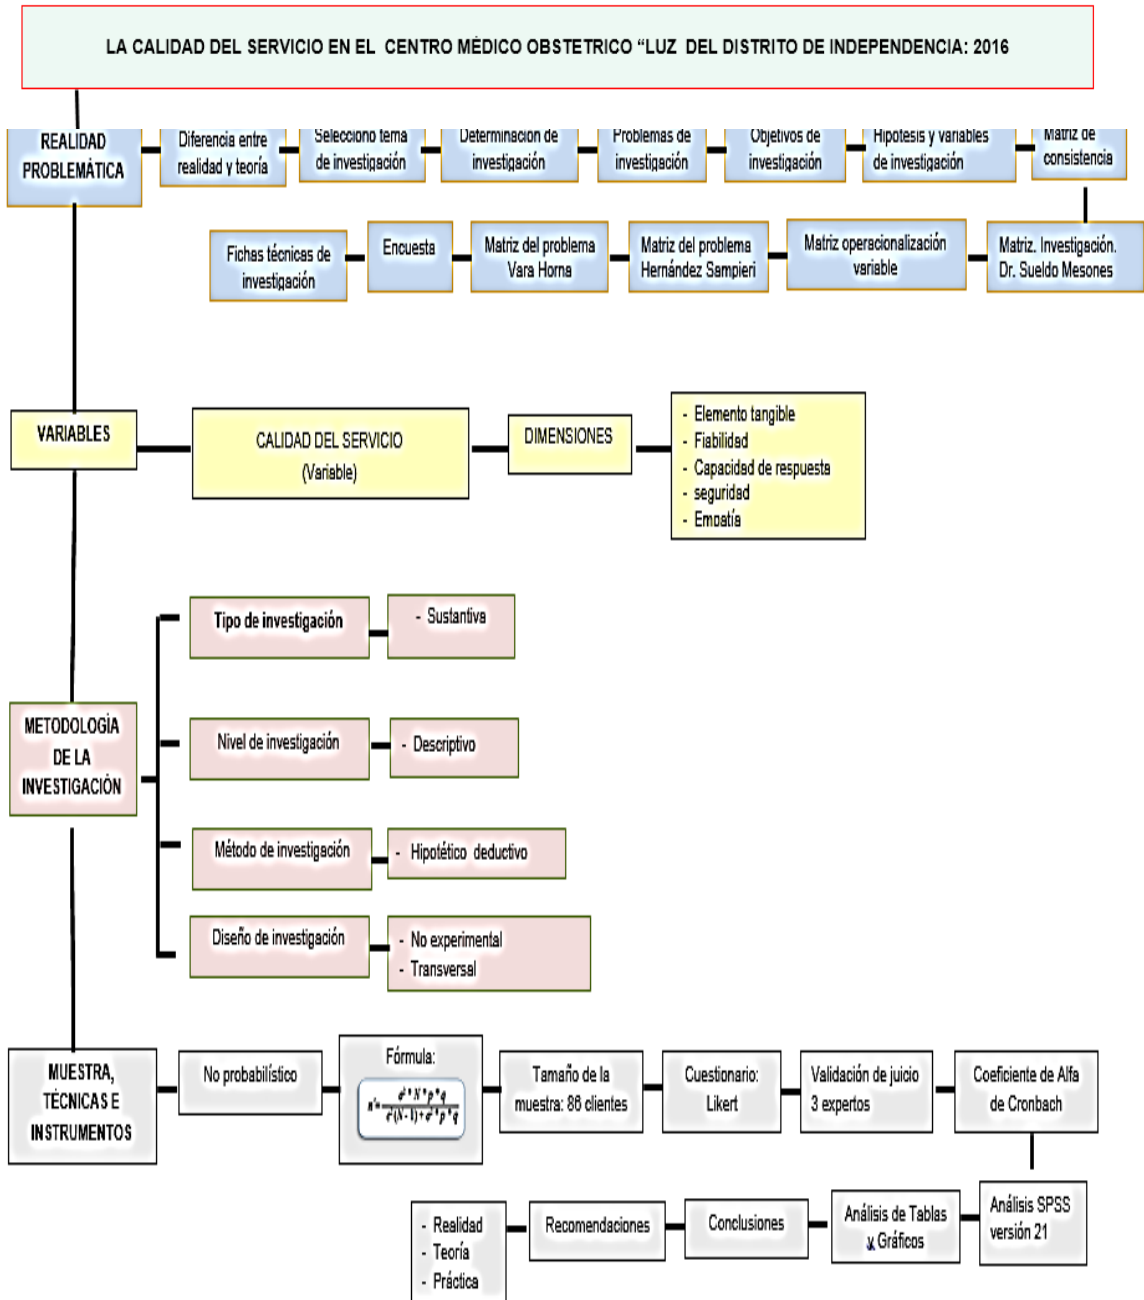 LA CALIDAD DEL SERVICIO EN EL CENTRO MÉDICO OBSTETRICO “LUZ DEL DISTRITO DE INDEPENDENCIA: 2016
REALIDAD
PROBLEMÁTICA
Diferencia entre
realidad y teoría
Selecciono tema
de investigación
Determinación de
investigación
Problemas de
investigación
Objetivos de
investigación
Hipótesis y variables
de investigación
Matriz de
consistencia
Fichas técnicas de
investigación
Encuesta
Matriz del problema
Vara Horna
Matriz del problema
Hernández Sampieri
Matriz operacionalización
variable
Matriz. Investigación.
Dr. Sueldo Mesones
VARIABLES
CALIDAD DEL SERVICIO
(Variable)
DIMENSIONES
- Elemento tangible
- Fiabilidad
- Capacidad de respuesta
- seguridad
- Empatía
METODOLOGÍA
DE LA
INVESTIGACIÓN
Tipo de investigación
- Sustantiva
Nivel de investigación
- Descriptivo
Método de investigación
- Hipotético deductivo
Diseño de investigación
- No experimental
- Transversal
MUESTRA,
TÉCNICAS E
INSTRUMENTOS
No probabilístico
Fórmula:
Tamaño de la
muestra: 86 clientes
Cuestionario:
Likert
Validación de juicio
3 expertos
Coeficiente de Alfa
de Cronbach
- Realidad
- Teoría
- Práctica
Recomendaciones
Conclusiones
Análisis de Tablas
y Gráficos
Análisis SPSS
versión 21